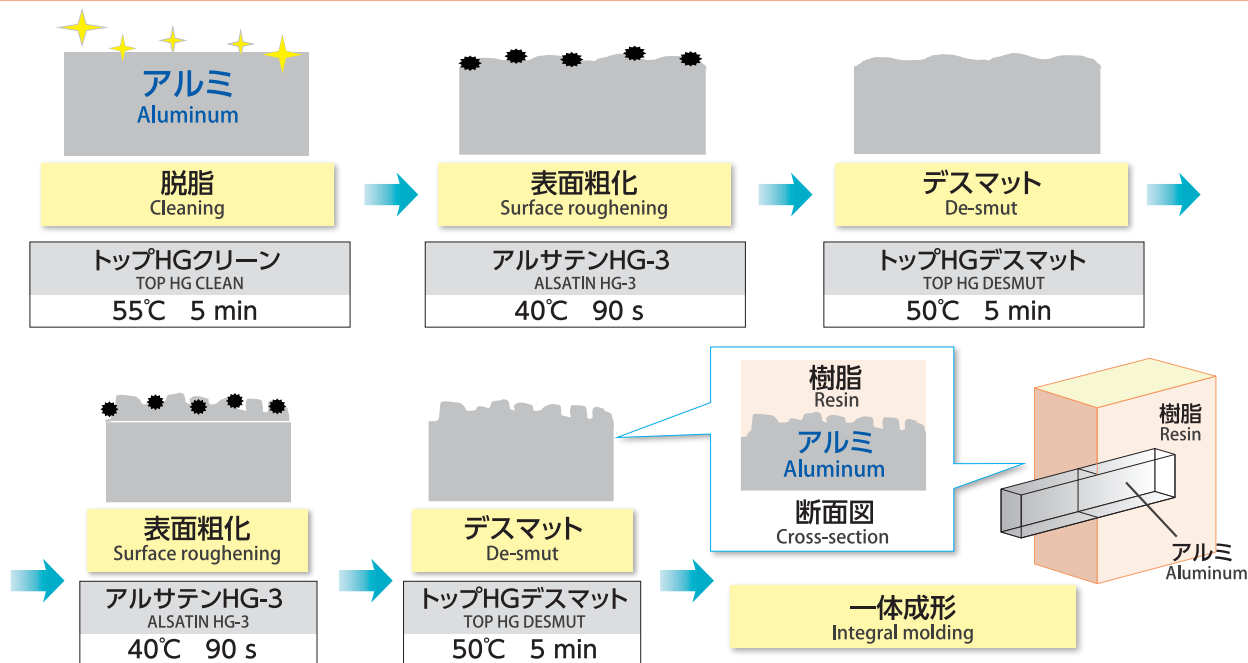 アルミ
Aluminum
脱脂
Cleaning
トップHGクリーン
TOP HG CLEAN
55℃ 5 min
表面粗化
Surface roughening
アルサテンHG-3
ALSATIN HG-3
40℃ 90 s
デスマット
De-smut
トップHGデスマット
TOP HG DESMUT
50℃ 5 min
表面粗化
Surface roughening
アルサテンHG-3
ALSATIN HG-3
40℃ 90 s
デスマット
De-smut
トップHGデスマット
TOP HG DESMUT
50℃ 5 min
樹脂
Resin
アルミ
Aluminum
断面図
Cross-section
樹脂
Resin
アルミ
Aluminum
一体成形
Integral molding